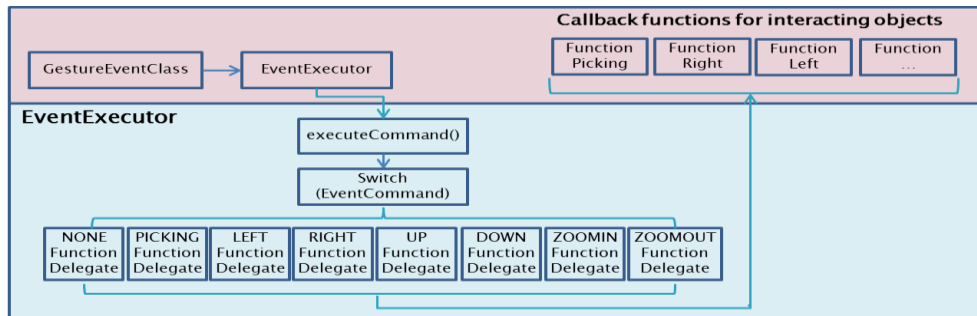 Callback functions for interacting objects
GestureEventClass
EventExecutor
Function
Picking
Function
Right
Function
Left
Function
...
EventExecutor
executeCommand()
Switch
(EventCommand)
NONE
Function
Delegate
PICKING
Function
Delegate
LEFT
Function
Delegate
RIGHT
Function
Delegate
UP
Function
Delegate
DOWN
Function
Delegate
ZOOMIN
Function
Delegate
ZOOMOUT
Function
Delegate